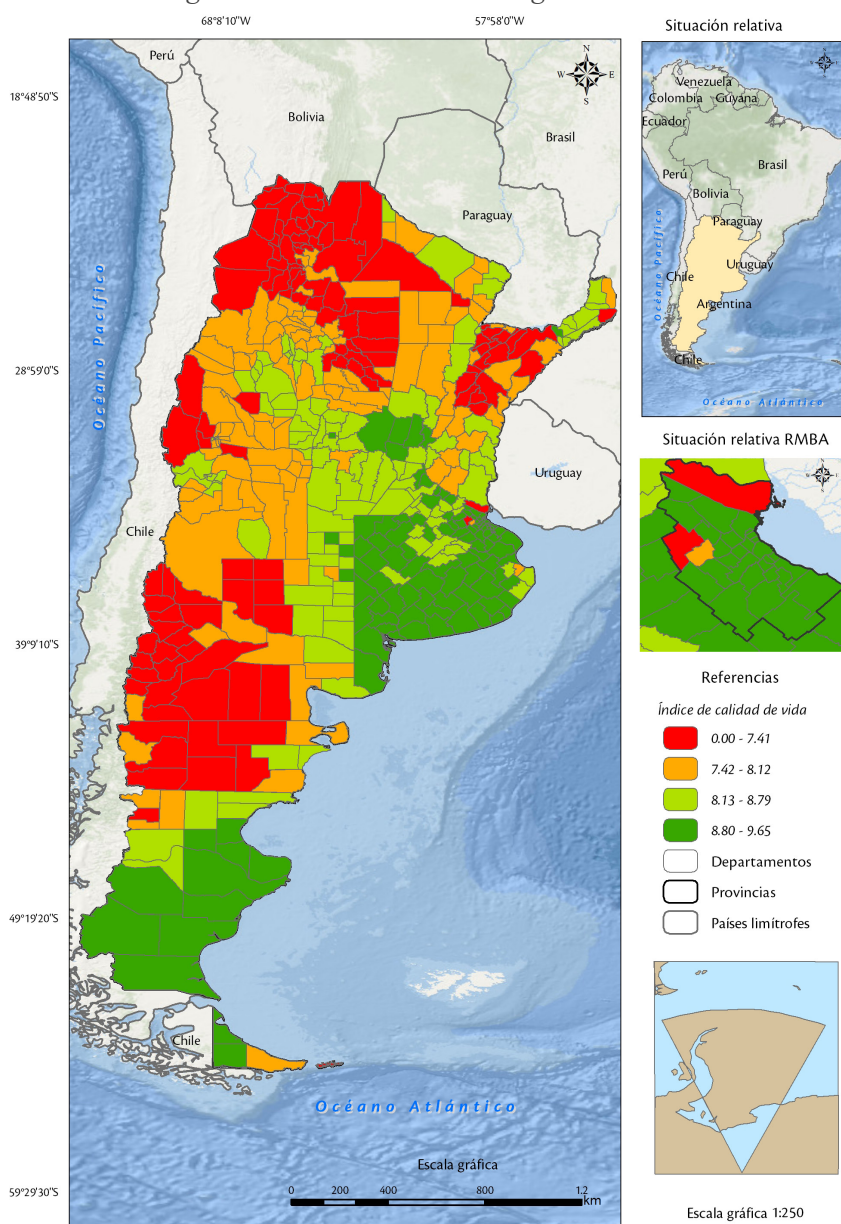 68°8'10"W
57°58'0"W
18°48'50"S
28°59'0"S
39°9'10"S
49°19'20"S
59°29'30"S
Perú
Bolivia
Brasil
Paraguay
Uruguay
Chile
Chile
Océano Pacífico
Océano Atlántico
N
W
E
S
Escala gráfica
0
200
400
800
1.2
km
Situación relativa
Venezuela
Colombia
Guyana
Ecuador
Brasil
Perú
Bolivia
Paraguay
Uruguay
Chile
Argentina
Chile
Océano Pacífico
Océano Atlántico
Situación relativa RMBA
Referencias
Índice de calidad de vida
0.00 - 7.41
7.42 - 8.12
8.13 - 8.79
8.80 - 9.65
Departamentos
Provincias
Países limítrofes
Escala gráfica 1:250